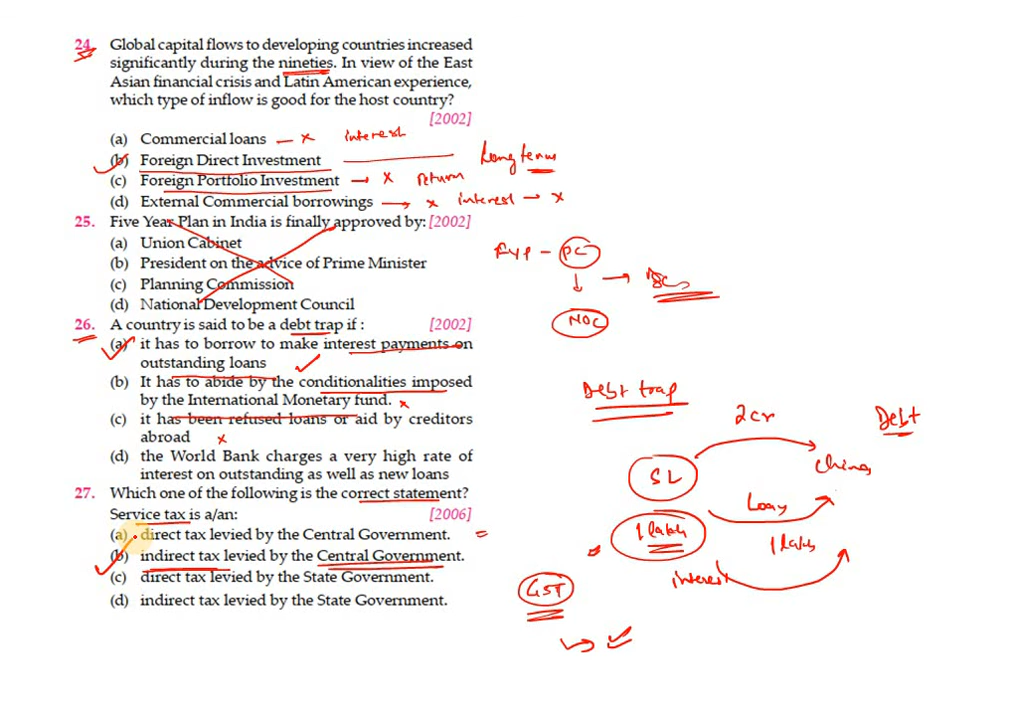 24. Global capital flows to developing countries increased
significantly during the nineties. In view of the East
Asian financial crisis and Latin American experience,
which type of inflow is good for the host country?
[2002]
(a) Commercial loans — x interest
(b) Foreign Direct Investment Long term
(c) Foreign Portfolio Investment → x return
(d) External Commercial borrowings → x interest → x
25. Five Year Plan in India is finally approved by: [2002]
(a) Union Cabinet
(b) President on the advice of Prime Minister
(c) Planning Commission
(d) National Development Council
FYP - PC →
↓
NDC
26. A country is said to be a debt trap if : [2002]
(a) it has to borrow to make interest payments on
outstanding loans
(b) It has to abide by the conditionalities imposed
by the International Monetary fund. x
(c) it has been refused loans or aid by creditors
abroad x
(d) the World Bank charges a very high rate of
interest on outstanding as well as new loans
Debt trap
2cr
Debt
SL
China
Loan
1 lakh
1 lakh
interest
27. Which one of the following is the correct statement?
Service tax is a/an: [2006]
(a) direct tax levied by the Central Government. =
(b) indirect tax levied by the Central Government.
(c) direct tax levied by the State Government.
(d) indirect tax levied by the State Government.
GST